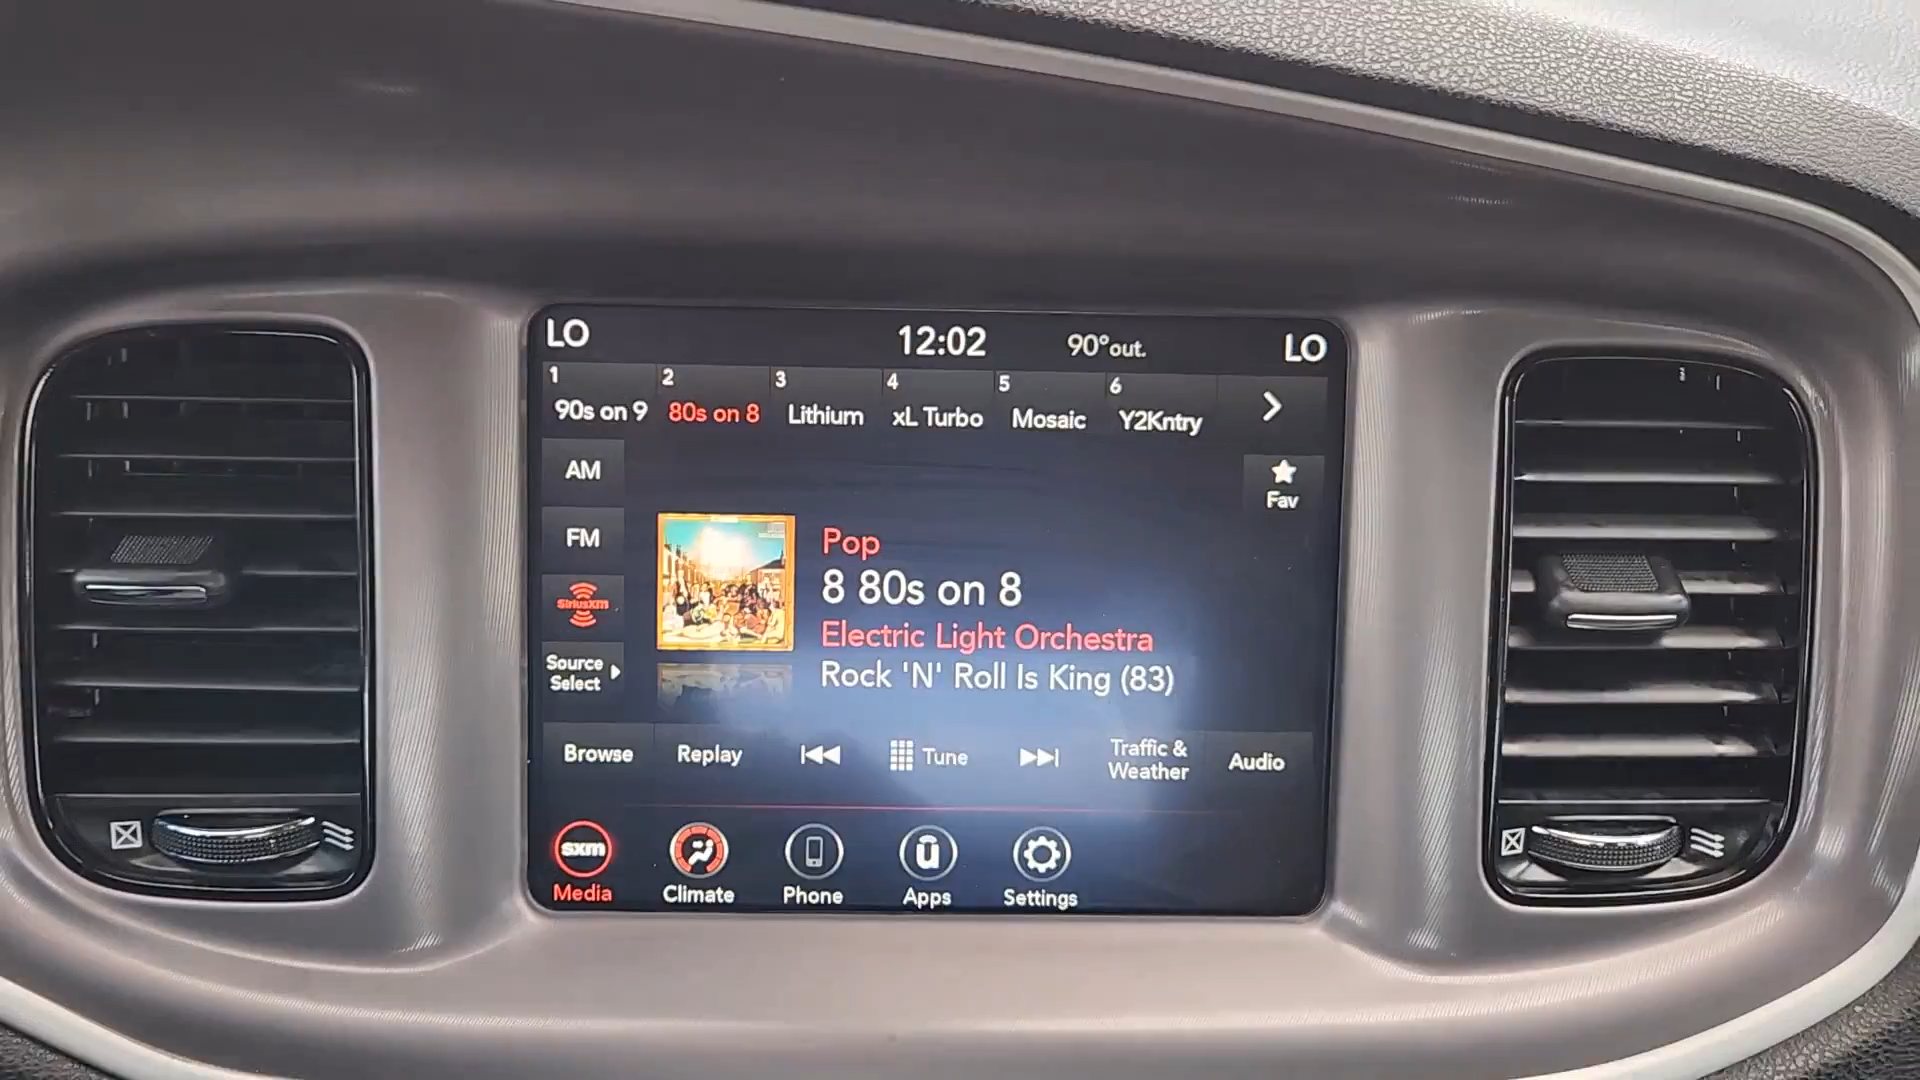 LO 12:02 90°out. LO
1 2 3 4 5 6
90s on 9 80s on 8 Lithium xL Turbo Mosaic Y2Kntry
AM
Fav
FM
Pop
8 80s on 8
SiriusXM
Electric Light Orchestra
Source
Select
Rock 'N' Roll Is King (83)
Browse Replay Tune Traffic &
Weather Audio
sxm u
Media Climate Phone Apps Settings